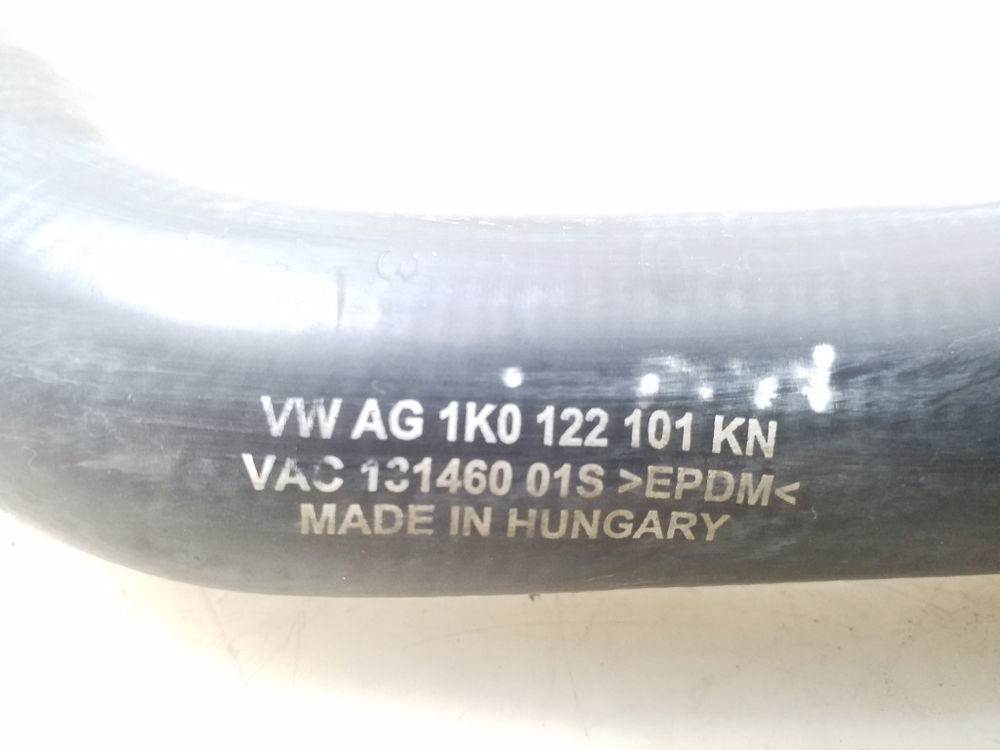 VW AG 1K0 122 101 KN
VAC 131460 01S >EPDM<
MADE IN HUNGARY